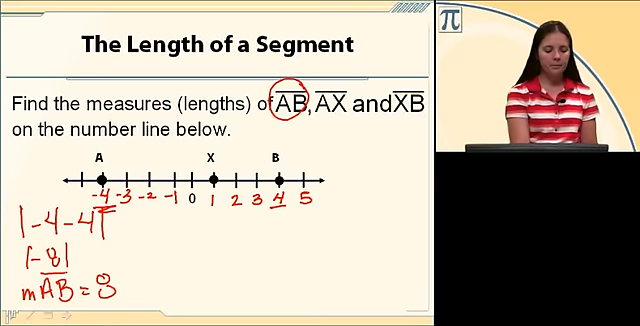 The Length of a Segment
π
Find the measures (lengths) of AB, AX and XB
on the number line below.
A X B
-4 -3 -2 -1 0 1 2 3 4 5
|-4-4|
|-8|
mAB = 8